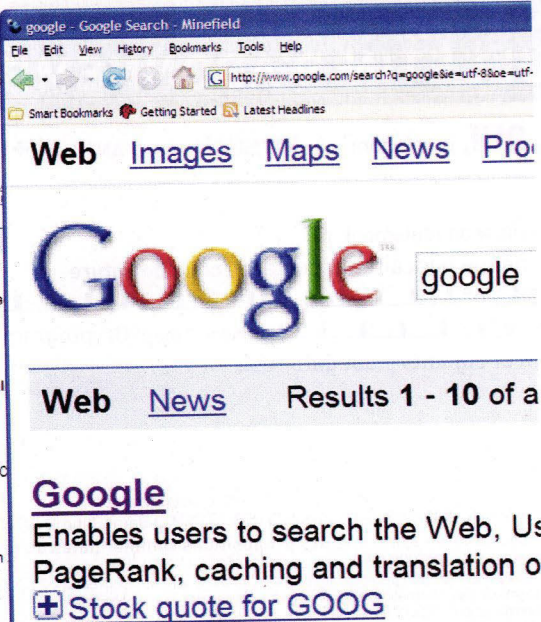 google - Google Search - Minefield
File Edit View History Bookmarks Tools Help
G http://www.google.com/search?q=google&ie=utf-8&oe=utf-
Smart Bookmarks Getting Started Latest Headlines
Web Images Maps News Pro
Google™
google
Web News Results 1 - 10 of a
Google
Enables users to search the Web, Us
PageRank, caching and translation o
Stock quote for GOOG